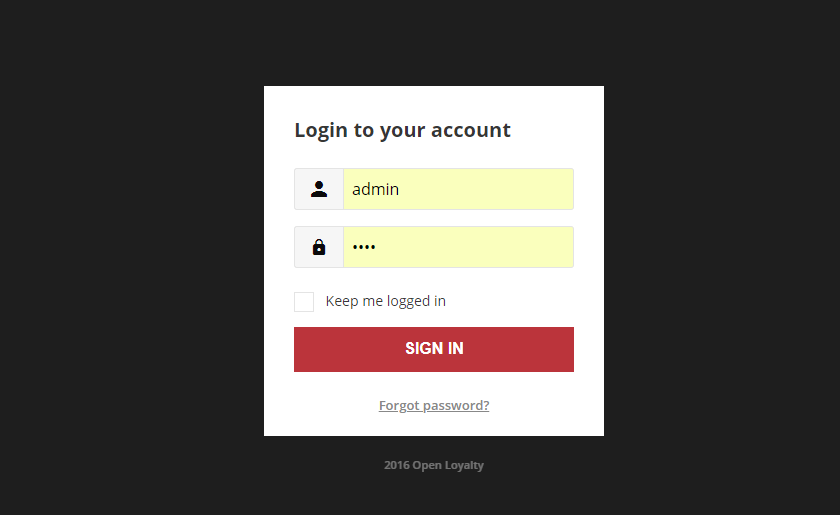 Login to your account
admin
••••
Keep me logged in
SIGN IN
Forgot password?
2016 Open Loyalty